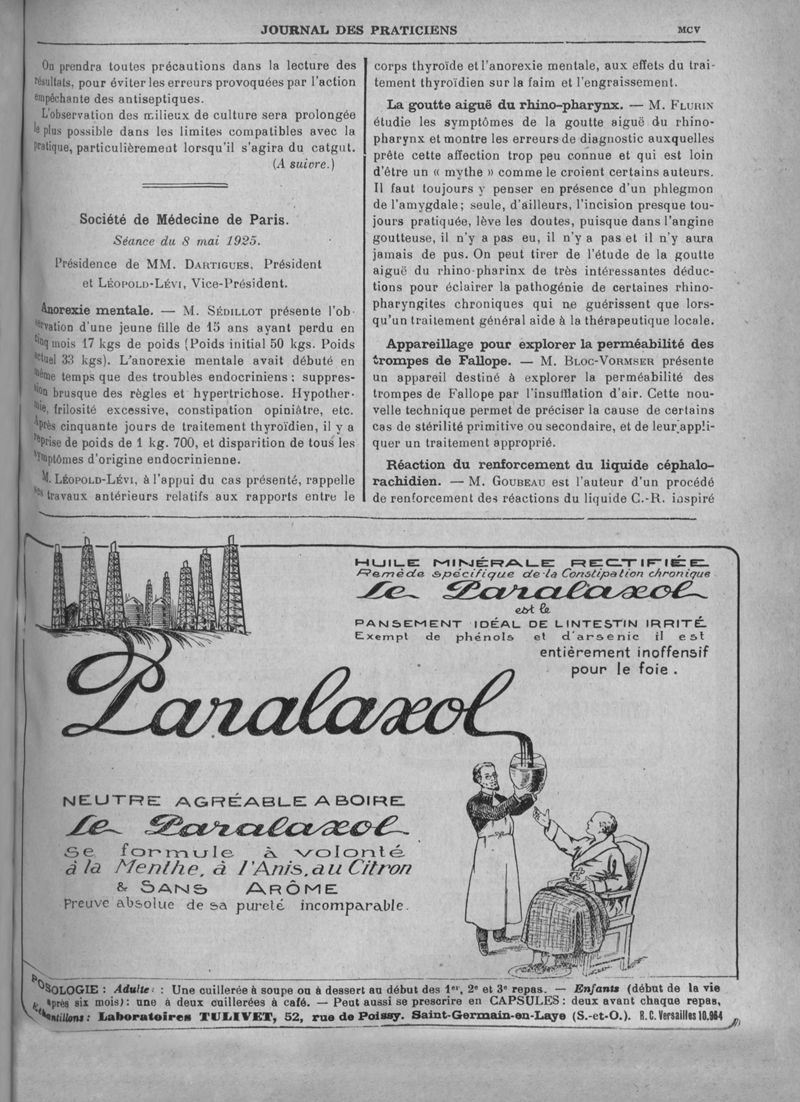 JOURNAL DES PRATICIENS
MCV
On prendra toutes précautions dans la lecture des
résultats, pour éviter les erreurs provoquées par l'action
empêchante des antiseptiques.
L'observation des milieux de culture sera prolongée
le plus possible dans les limites compatibles avec la
pratique, particulièrement lorsqu'il s'agira du catgut.
(A suivre.)
Société de Médecine de Paris.
Séance du 8 mai 1925.
Présidence de MM. DARTIGUES, Président
et LÉOPOLD-LÉVI, Vice-Président.
Anorexie mentale. — M. SÉDILLOT présente l'ob-
servation d'une jeune fille de 15 ans ayant perdu en
cinq mois 17 kgs de poids (Poids initial 50 kgs. Poids
actuel 33 kgs). L'anorexie mentale avait débuté en
même temps que des troubles endocriniens : suppres-
sion brusque des règles et hypertrichose. Hypother-
mie, frilosité excessive, constipation opiniâtre, etc.
Après cinquante jours de traitement thyroïdien, il y a
reprise de poids de 1 kg. 700, et disparition de tous les
symptômes d'origine endocrinienne.
M. LÉOPOLD-LÉVI, à l'appui du cas présenté, rappelle
ses travaux antérieurs relatifs aux rapports entre le
corps thyroïde et l'anorexie mentale, aux effets du trai-
tement thyroïdien sur la faim et l'engraissement.
La goutte aiguë du rhino-pharynx. — M. FLURIN
étudie les symptômes de la goutte aiguë du rhino-
pharynx et montre les erreurs de diagnostic auxquelles
prête cette affection trop peu connue et qui est loin
d'être un « mythe » comme le croient certains auteurs.
Il faut toujours y penser en présence d'un phlegmon
de l'amygdale ; seule, d'ailleurs, l'incision presque tou-
jours pratiquée, lève les doutes, puisque dans l'angine
goutteuse, il n'y a pas eu, il n'y a pas et il n'y aura
jamais de pus. On peut tirer de l'étude de la goutte
aiguë du rhino-pharinx de très intéressantes déduc-
tions pour éclairer la pathogénie de certaines rhino-
pharyngites chroniques qui ne guérissent que lors-
qu'un traitement général aide à la thérapeutique locale.
Appareillage pour explorer la perméabilité des
trompes de Fallope. — M. BLOC-VORMSER présente
un appareil destiné à explorer la perméabilité des
trompes de Fallope par l'insufflation d'air. Cette nou-
velle technique permet de préciser la cause de certains
cas de stérilité primitive ou secondaire, et de leur appli-
quer un traitement approprié.
Réaction du renforcement du liquide céphalo-
rachidien. — M. GOUBEAU est l'auteur d'un procédé
de renforcement des réactions du liquide C.-R. inspiré
HUILE MINÉRALE RECTIFIÉE
Remède spécifique de la Constipation chronique
Le Paralaxol
est le
PANSEMENT IDÉAL DE L'INTESTIN IRRITÉ
Exempt de phénols et d'arsenic il est
entièrement inoffensif
pour le foie.
Paralaxol
NEUTRE AGRÉABLE A BOIRE
Le Paralaxol
se formule à volonté
à la Menthe, à l'Anis, au Citron
& SANS ARÔME
Preuve absolue de sa pureté incomparable.
POSOLOGIE : Adulte : Une cuillerée à soupe ou à dessert au début des 1er, 2e et 3e repas. — Enfants (début de la vie
à après six mois) : une à deux cuillerées à café. — Peut aussi se prescrire en CAPSULES : deux avant chaque repas,
Échantillons : Laboratoires TULIVET, 52, rue de Poissy. Saint-Germain-en-Laye (S.-et-O.). R.C. Versailles 10.964